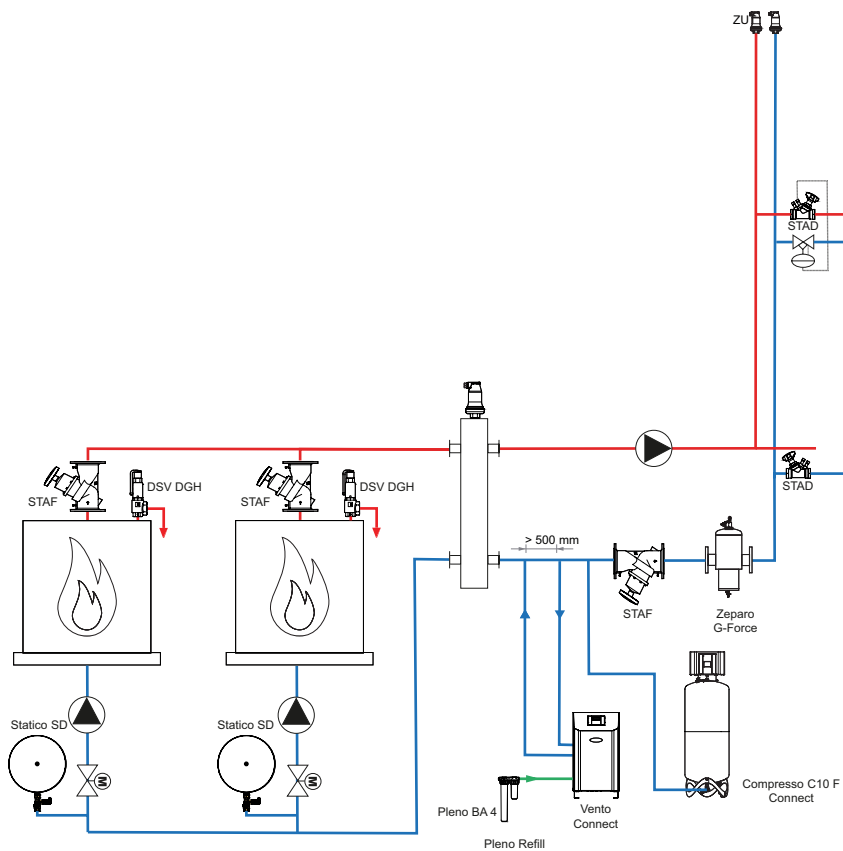 ZU
STAD
STAD
DSV DGH
DSV DGH
STAF
STAF
> 500 mm
STAF
Zeparo
G-Force
Statico SD
Statico SD
M
M
Pleno BA 4
Pleno Refill
Vento
Connect
Compresso C10 F
Connect